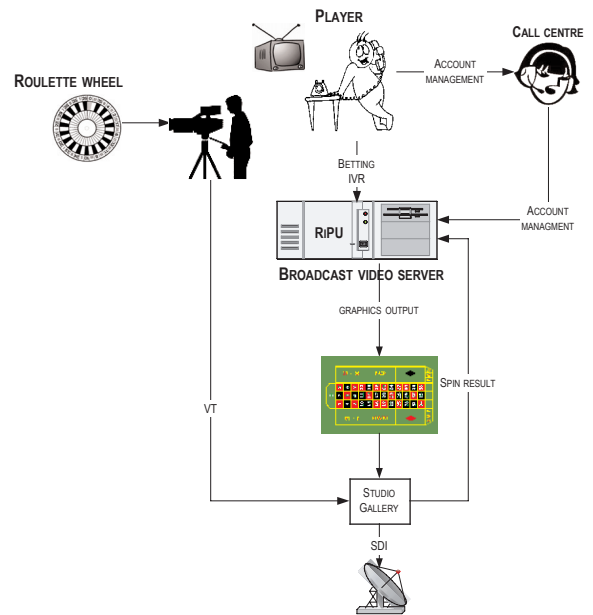 PLAYER
CALL CENTRE
ACCOUNT
MANAGEMENT
ROULETTE WHEEL
BETTING
IVR
ACCOUNT
MANAGMENT
RIPU
BROADCAST VIDEO SERVER
GRAPHICS OUTPUT
SPIN RESULT
VT
STUDIO
GALLERY
SDI